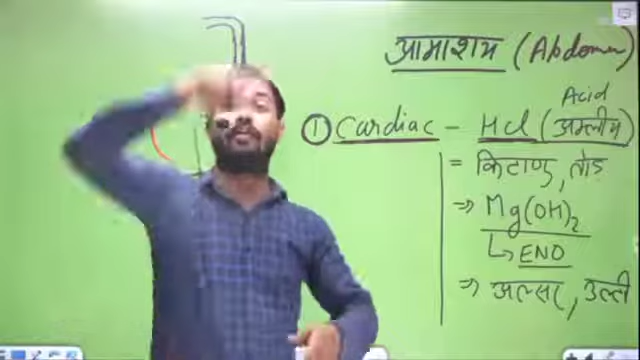 आमाशय (Abdomen)
Acid
① Cardiac - HCl (अम्लीय)
= किटाणु, तोड
⇒ Mg(OH)₂
↳ ENO
⇒ अल्सर, उल्टी